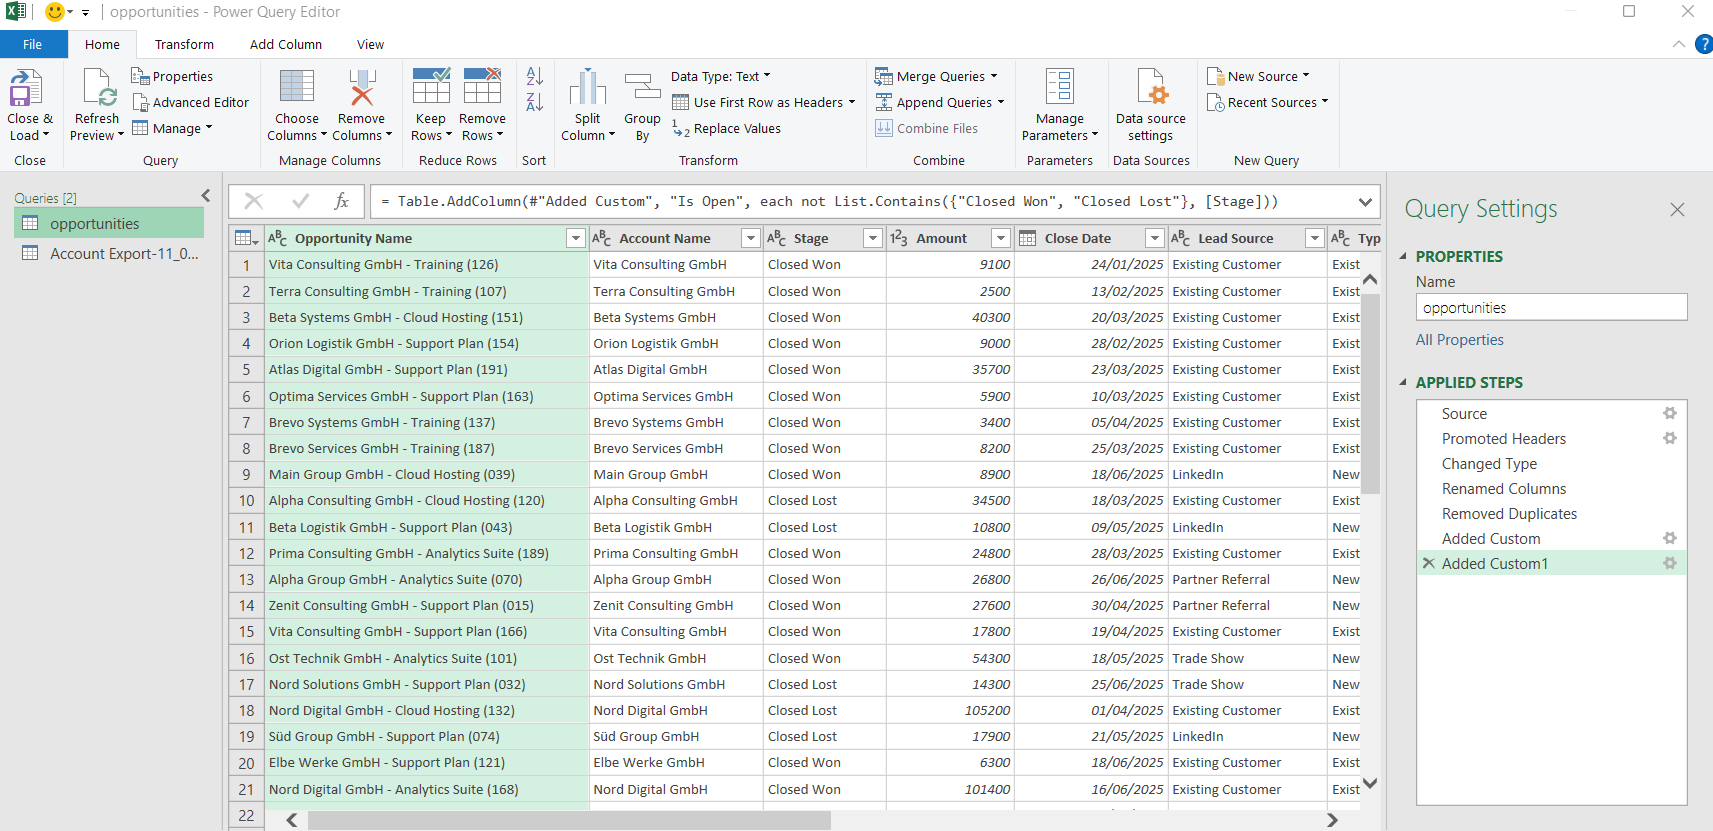 opportunities - Power Query Editor
File Home Transform Add Column View
Close & Load
Close
Refresh Preview
Properties
Advanced Editor
Manage
Query
Choose Columns
Remove Columns
Manage Columns
Keep Rows
Remove Rows
Reduce Rows
Sort
Split Column
Group By
Data Type: Text
Use First Row as Headers
Replace Values
Transform
Merge Queries
Append Queries
Combine Files
Combine
Manage Parameters
Parameters
Data source settings
Data Sources
New Source
Recent Sources
New Query
Queries [2]
opportunities
Account Export-11_0...
= Table.AddColumn(#"Added Custom", "Is Open", each not List.Contains({"Closed Won", "Closed Lost"}, [Stage]))
Opportunity Name Account Name Stage Amount Close Date Lead Source Typ
1 Vita Consulting GmbH - Training (126) Vita Consulting GmbH Closed Won 9100 24/01/2025 Existing Customer Exist
2 Terra Consulting GmbH - Training (107) Terra Consulting GmbH Closed Won 2500 13/02/2025 Existing Customer Exist
3 Beta Systems GmbH - Cloud Hosting (151) Beta Systems GmbH Closed Won 40300 20/03/2025 Existing Customer Exist
4 Orion Logistik GmbH - Support Plan (154) Orion Logistik GmbH Closed Won 9000 28/02/2025 Existing Customer Exist
5 Atlas Digital GmbH - Support Plan (191) Atlas Digital GmbH Closed Won 35700 23/03/2025 Existing Customer Exist
6 Optima Services GmbH - Support Plan (163) Optima Services GmbH Closed Won 5900 10/03/2025 Existing Customer Exist
7 Brevo Systems GmbH - Training (137) Brevo Systems GmbH Closed Won 3400 05/04/2025 Existing Customer Exist
8 Brevo Services GmbH - Training (187) Brevo Services GmbH Closed Won 8200 25/03/2025 Existing Customer Exist
9 Main Group GmbH - Cloud Hosting (039) Main Group GmbH Closed Won 8900 18/06/2025 LinkedIn New
10 Alpha Consulting GmbH - Cloud Hosting (120) Alpha Consulting GmbH Closed Lost 34500 18/03/2025 Existing Customer Exist
11 Beta Logistik GmbH - Support Plan (043) Beta Logistik GmbH Closed Lost 10800 09/05/2025 LinkedIn New
12 Prima Consulting GmbH - Analytics Suite (189) Prima Consulting GmbH Closed Won 24800 28/03/2025 Existing Customer Exist
13 Alpha Group GmbH - Analytics Suite (070) Alpha Group GmbH Closed Won 26800 26/06/2025 Partner Referral New
14 Zenit Consulting GmbH - Support Plan (015) Zenit Consulting GmbH Closed Won 27600 30/04/2025 Partner Referral New
15 Vita Consulting GmbH - Support Plan (166) Vita Consulting GmbH Closed Won 17800 19/04/2025 Existing Customer Exist
16 Ost Technik GmbH - Analytics Suite (101) Ost Technik GmbH Closed Won 54300 18/05/2025 Trade Show New
17 Nord Solutions GmbH - Support Plan (032) Nord Solutions GmbH Closed Lost 14300 25/06/2025 Trade Show New
18 Nord Digital GmbH - Cloud Hosting (132) Nord Digital GmbH Closed Lost 105200 01/04/2025 Existing Customer Exist
19 Süd Group GmbH - Support Plan (074) Süd Group GmbH Closed Lost 17900 21/05/2025 LinkedIn New
20 Elbe Werke GmbH - Support Plan (121) Elbe Werke GmbH Closed Won 6300 18/06/2025 Existing Customer Exist
21 Nord Digital GmbH - Analytics Suite (168) Nord Digital GmbH Closed Won 101400 16/06/2025 Existing Customer Exist
22
Query Settings
PROPERTIES
Name
opportunities
All Properties
APPLIED STEPS
Source
Promoted Headers
Changed Type
Renamed Columns
Removed Duplicates
Added Custom
Added Custom1